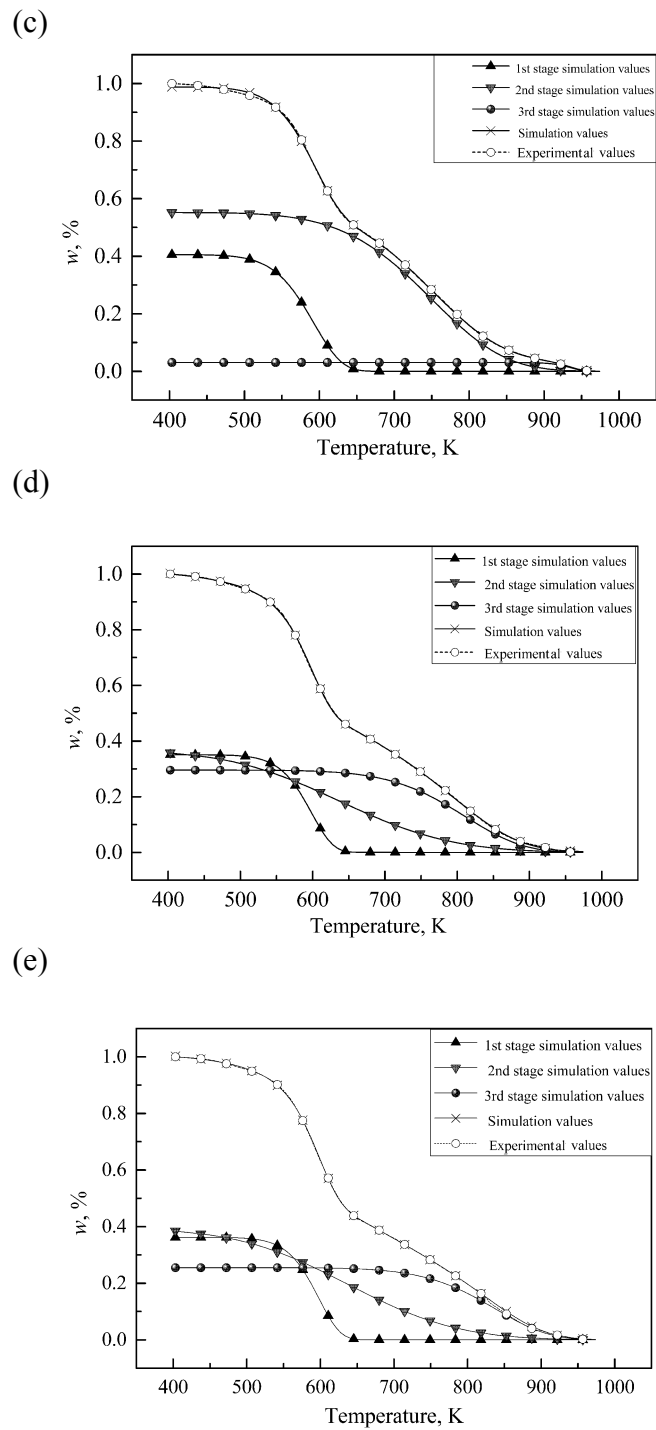 (c)
1st stage simulation values
2nd stage simulation values
3rd stage simulation values
Simulation values
Experimental values
1.0
0.8
0.6
0.4
0.2
0.0
w, %
400 500 600 700 800 900 1000
Temperature, K
(d)
1st stage simulation values
2nd stage simulation values
3rd stage simulation values
Simulation values
Experimental values
1.0
0.8
0.6
0.4
0.2
0.0
w, %
400 500 600 700 800 900 1000
Temperature, K
(e)
1st stage simulation values
2nd stage simulation values
3rd stage simulation values
Simulation values
Experimental values
1.0
0.8
0.6
0.4
0.2
0.0
w, %
400 500 600 700 800 900 1000
Temperature, K